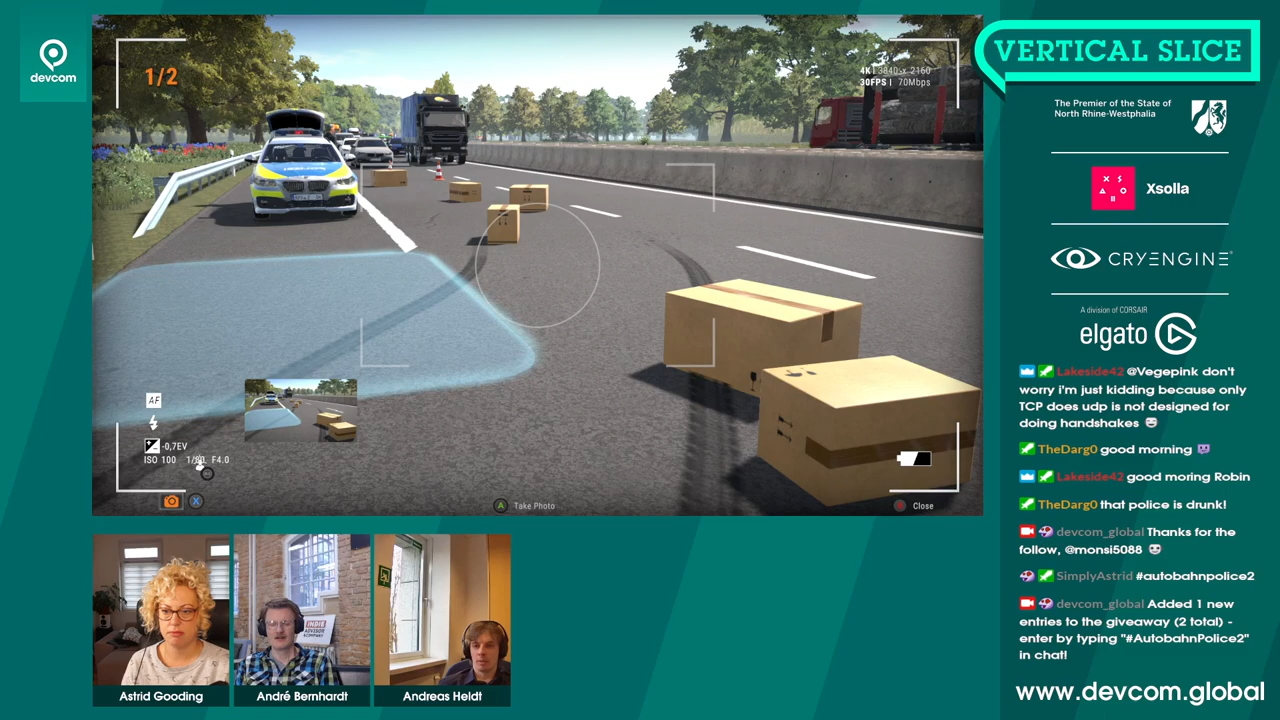 devcom
1/2
4K | 3840 x 2160
30FPS | 70Mbps
AF
-0,7EV
ISO 100 1/80 F4.0
X
A Take Photo
Close
INDIE
ADVISOR
COMPANY
Astrid Gooding
André Bernhardt
Andreas Heldt
VERTICAL SLICE
The Premier of the State of
North Rhine-Westphalia
Xsolla
CRYENGINE
A division of CORSAIR
elgato
Lakeside42 @Vegepink don't
worry i'm just kidding because only
TCP does udp is not designed for
doing handshakes
TheDarg0 good morning
Lakeside42 good moring Robin
TheDarg0 that police is drunk!
devcom_global Thanks for the
follow, @monsi5088
SimplyAstrid #autobahnpolice2
devcom_global Added 1 new
entries to the giveaway (2 total) -
enter by typing "#AutobahnPolice2"
in chat!
www.devcom.global